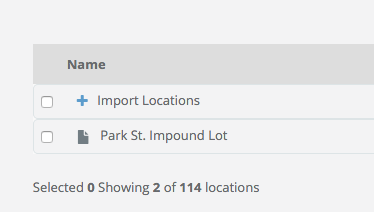 Name
Import Locations
Park St. Impound Lot
Selected 0 Showing 2 of 114 locations